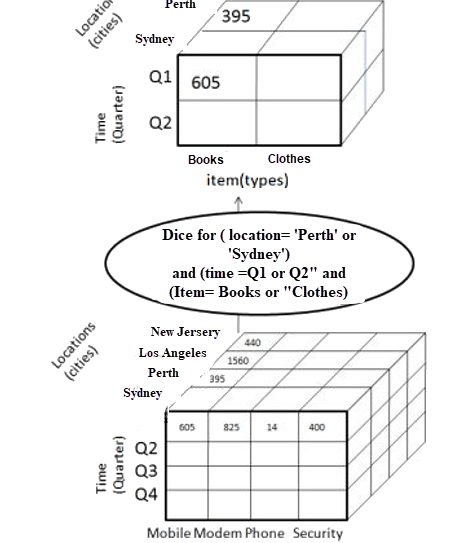 Perth
395
Location
(cities)
Sydney
Q1
605
Q2
Time
(Quarter)
Books Clothes
item(types)
Dice for ( location= 'Perth' or
'Sydney')
and (time =Q1 or Q2" and
(Item= Books or "Clothes)
Locations
(cities)
New Jersery
440
Los Angeles
1560
Perth
395
Sydney
605 825 14 400
Q2
Q3
Q4
Time
(Quarter)
Mobile Modem Phone Security